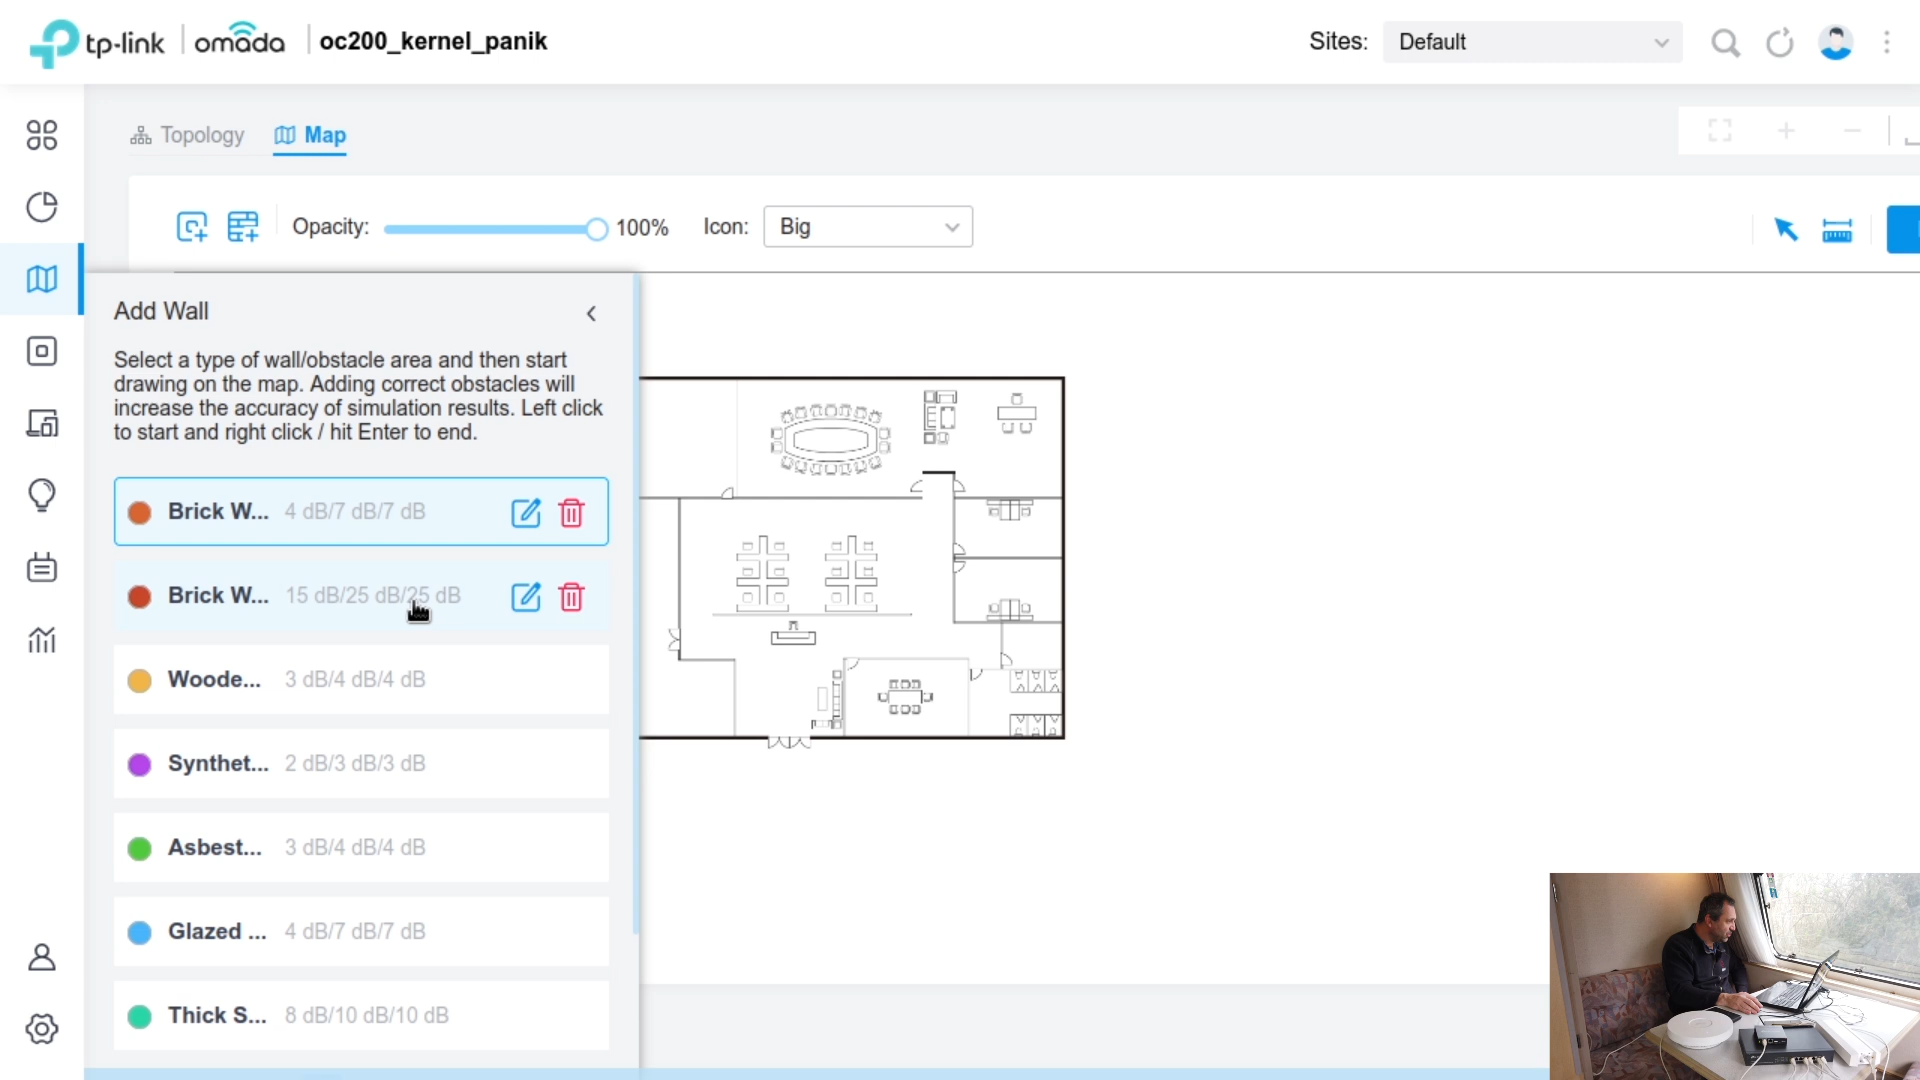 tp-link | omada | oc200_kernel_panik
Sites: Default
Topology Map
Opacity: 100% Icon: Big
Add Wall
Select a type of wall/obstacle area and then start
drawing on the map. Adding correct obstacles will
increase the accuracy of simulation results. Left click
to start and right click / hit Enter to end.
Brick W... 4 dB/7 dB/7 dB
Brick W... 15 dB/25 dB/25 dB
Woode... 3 dB/4 dB/4 dB
Synthet... 2 dB/3 dB/3 dB
Asbest... 3 dB/4 dB/4 dB
Glazed ... 4 dB/7 dB/7 dB
Thick S... 8 dB/10 dB/10 dB